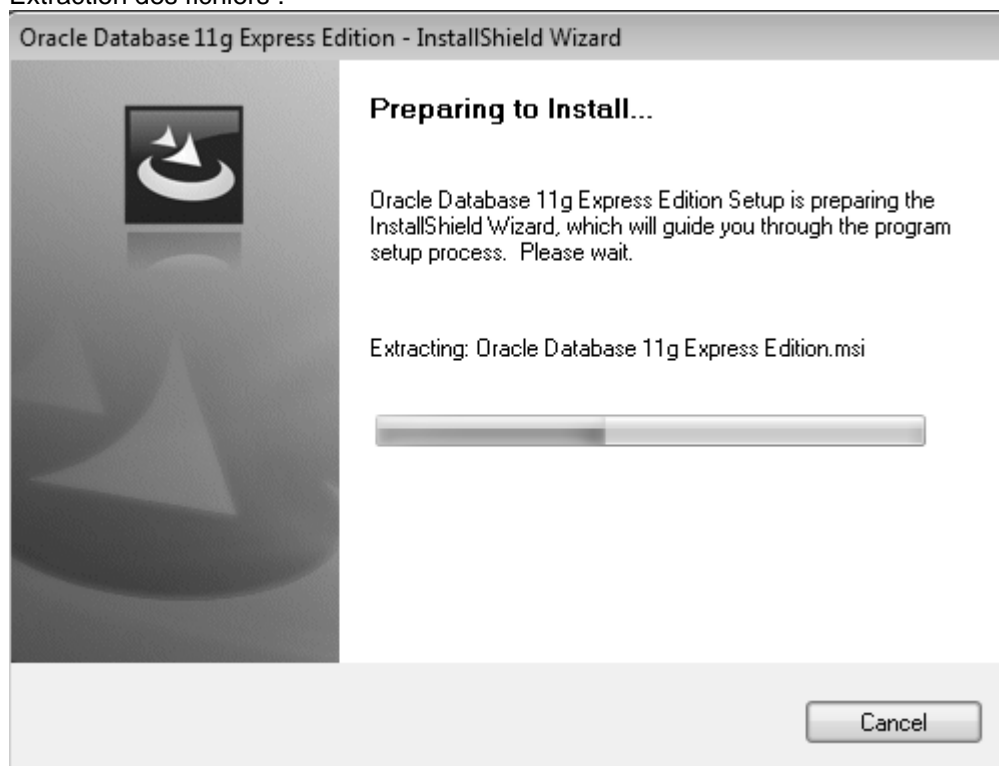 Extraction des fichiers :
Oracle Database 11g Express Edition - InstallShield Wizard
Preparing to Install...
Oracle Database 11g Express Edition Setup is preparing the
InstallShield Wizard, which will guide you through the program
setup process. Please wait.
Extracting: Oracle Database 11g Express Edition.msi
Cancel